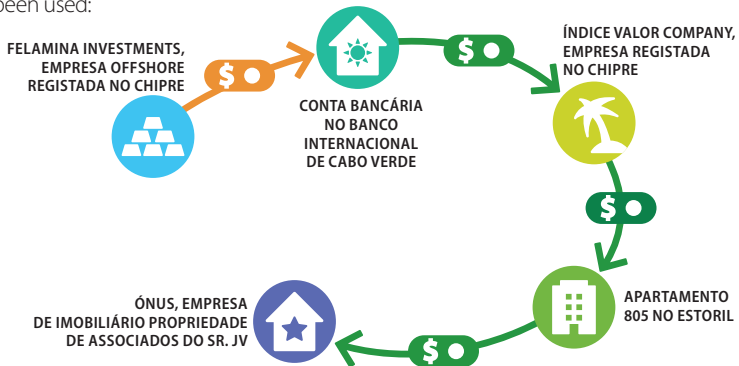 been used:
FELAMINA INVESTMENTS,
EMPRESA OFFSHORE
REGISTADA NO CHIPRE
$
CONTA BANCÁRIA
NO BANCO
INTERNACIONAL
DE CABO VERDE
$
ÍNDICE VALOR COMPANY,
EMPRESA REGISTADA
NO CHIPRE
$
APARTAMENTO
805 NO ESTORIL
$
ÓNUS, EMPRESA
DE IMOBILIÁRIO PROPRIEDADE
DE ASSOCIADOS DO SR. JV